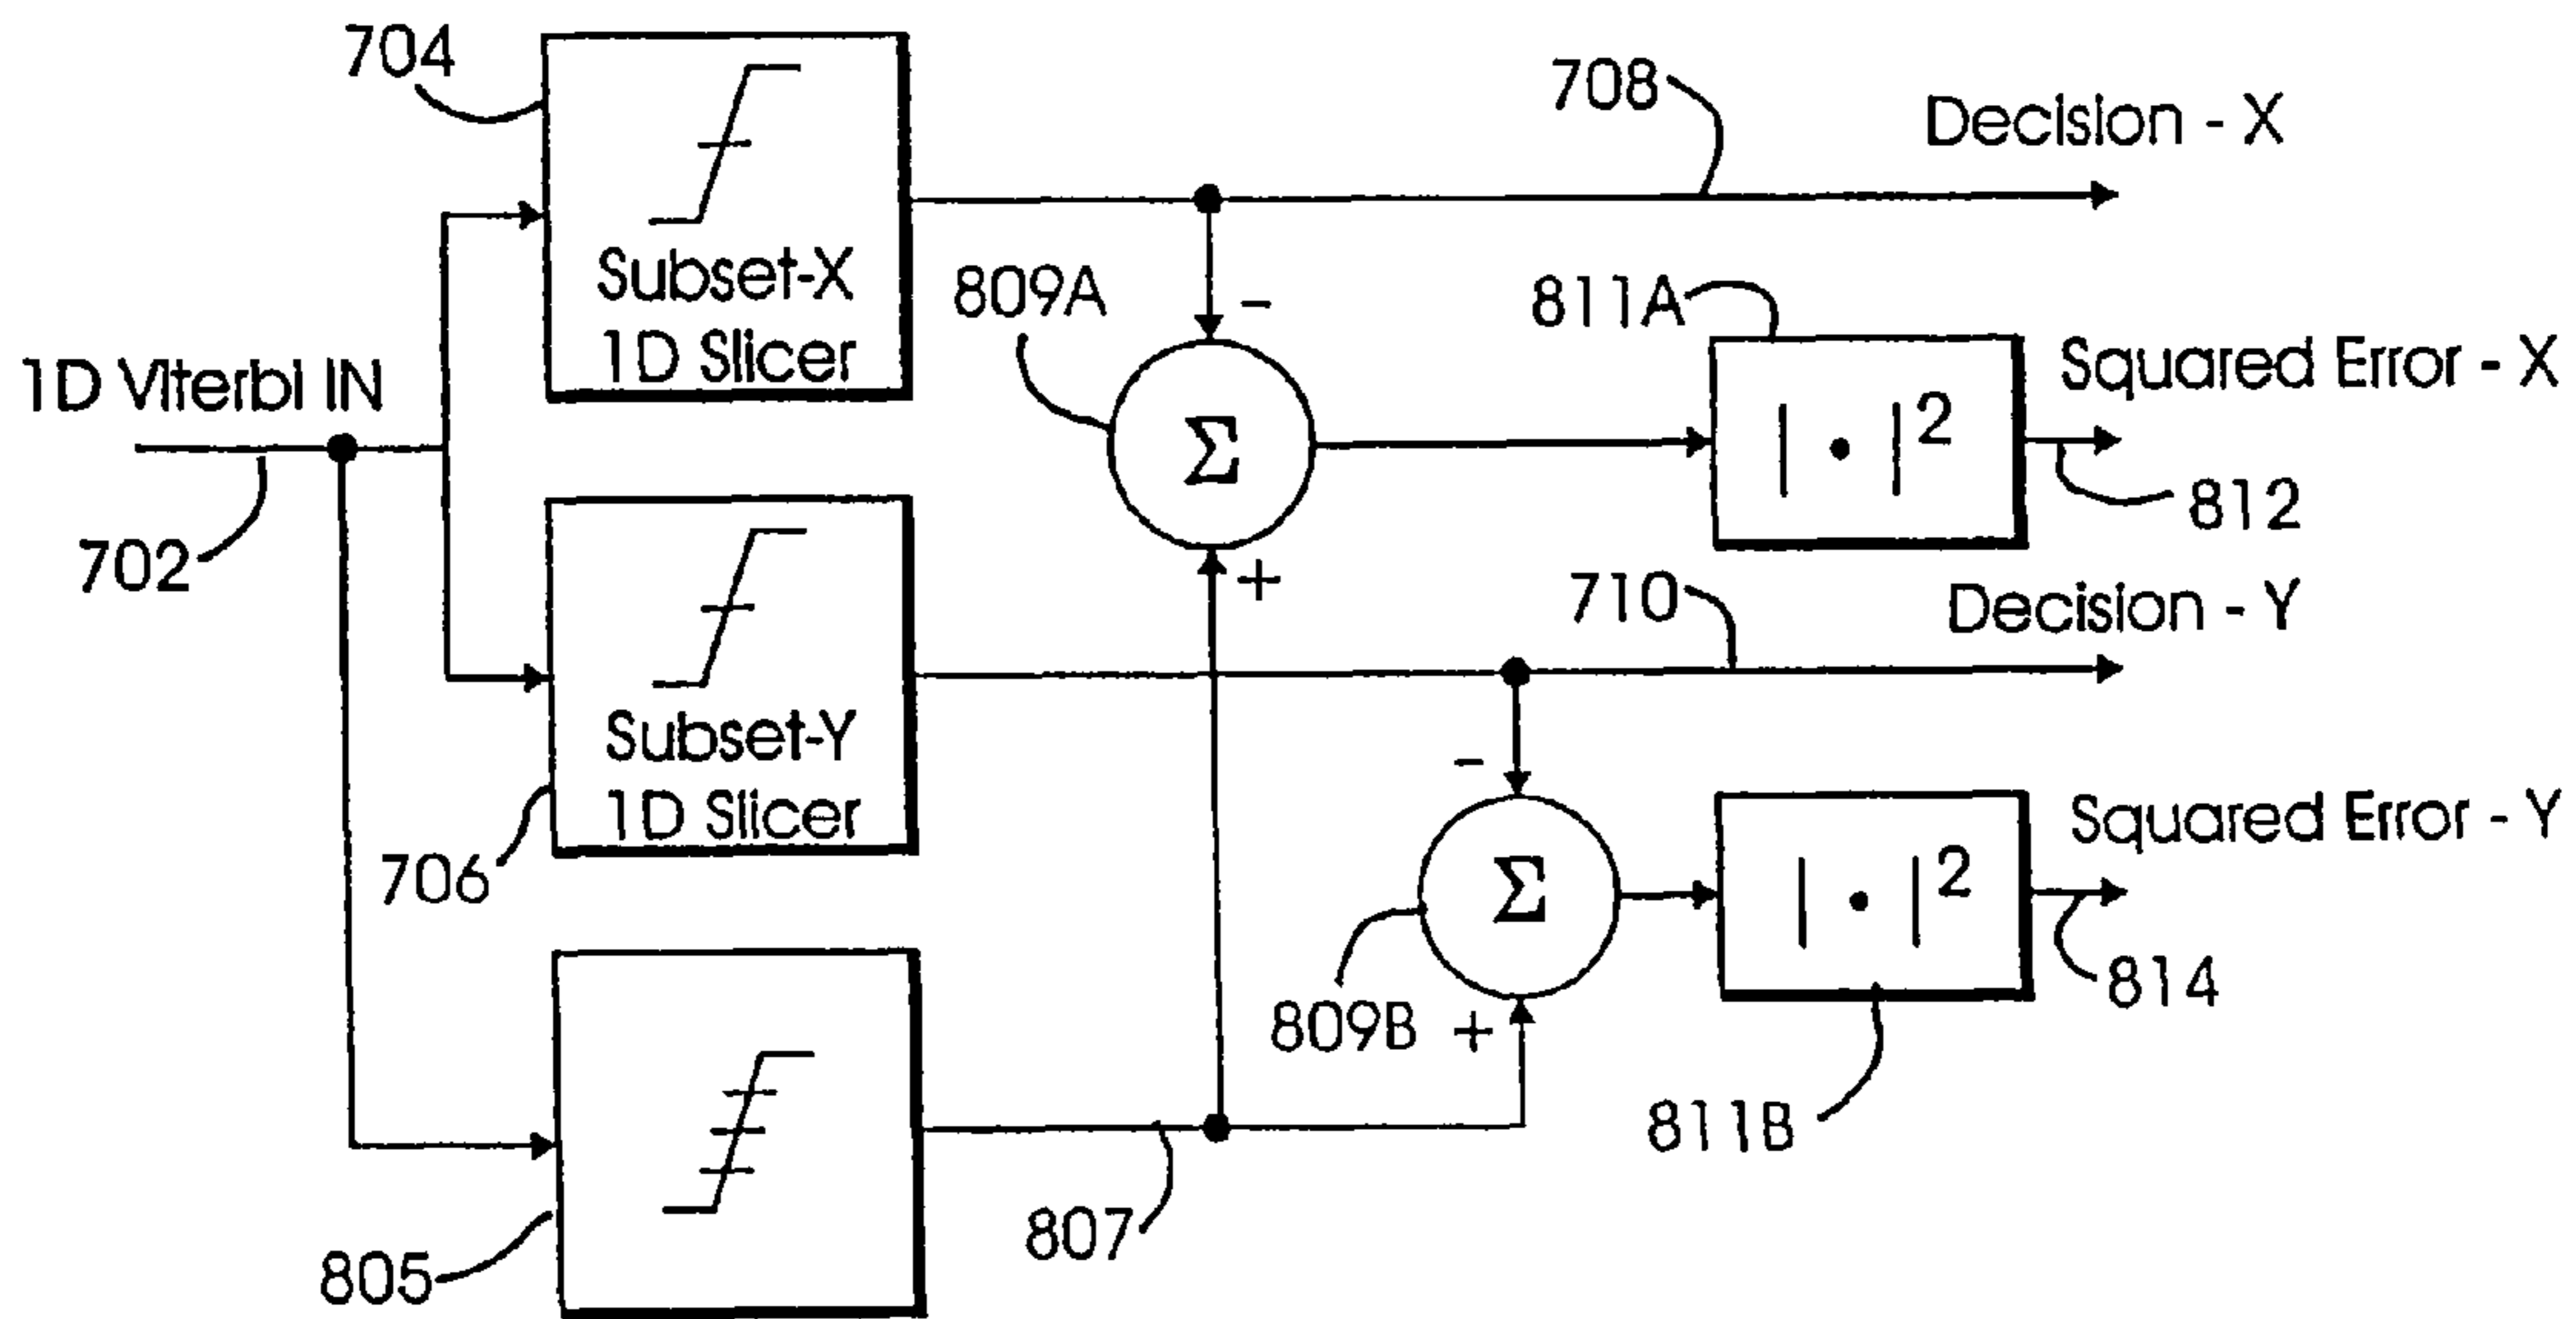 704
708
Decision - X
Subset-X
1D Slicer
809A
-
Σ
+
811A
| • |2
Squared Error - X
812
1D Viterbi IN
702
710
Decision - Y
Subset-Y
1D Slicer
706
-
Σ
+
809B
| • |2
Squared Error - Y
814
811B
807
805